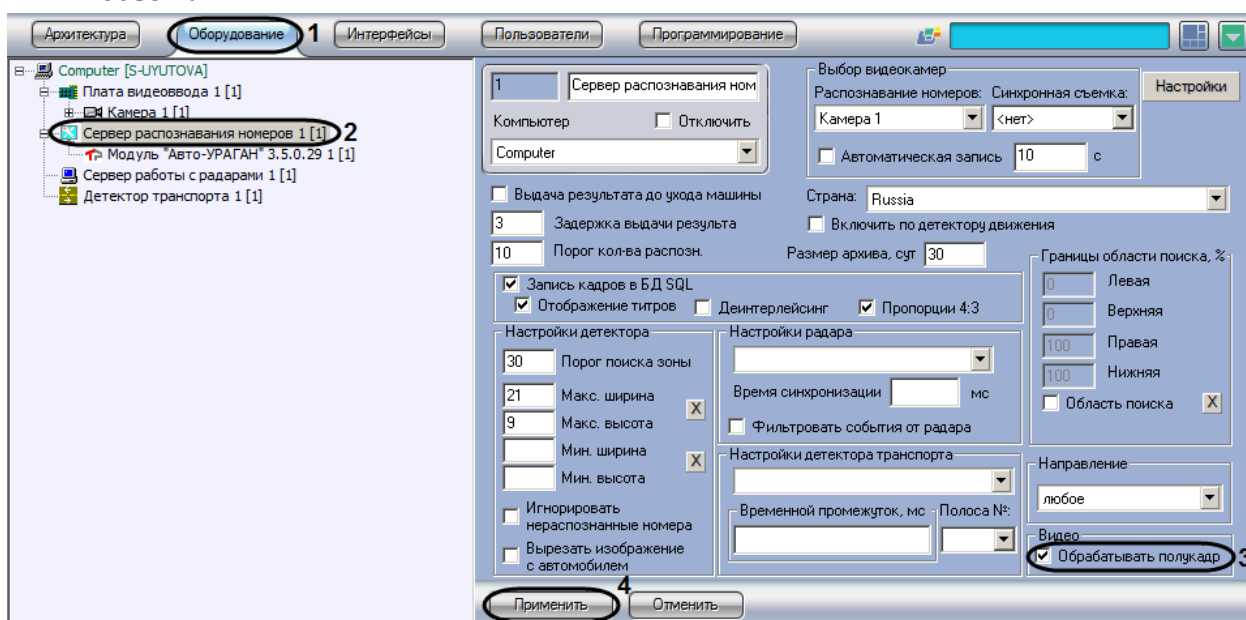 Архитектура Оборудование 1 Интерфейсы Пользователи Программирование
Computer [S-UYUTOVA]
Плата видеоввода 1 [1]
Камера 1 [1]
Сервер распознавания номеров 1 [1] 2
Модуль "Авто-УРАГАН" 3.5.0.29 1 [1]
Сервер работы с радарами 1 [1]
Детектор транспорта 1 [1]
1 Сервер распознавания ном
Компьютер Отключить
Computer
Выбор видеокамер
Распознавание номеров: Синхронная съемка:
Камера 1 <нет>
Автоматическая запись 10 с
Настройки
Выдача результата до ухода машины
Страна: Russia
3 Задержка выдачи результа
Включить по детектору движения
10 Порог кол-ва распозн.
Размер архива, сут 30
Запись кадров в БД SQL
Отображение титров Деинтерлейсинг Пропорции 4:3
Границы области поиска, %
0 Левая
0 Верхняя
100 Правая
100 Нижняя
Область поиска X
Настройки детектора
30 Порог поиска зоны
21 Макс. ширина
X
9 Макс. высота
Мин. ширина
X
Мин. высота
Игнорировать
нераспознанные номера
Вырезать изображение
с автомобилем
Настройки радара
Время синхронизации мс
Фильтровать события от радара
Настройки детектора транспорта
Временной промежуток, мс Полоса №:
Направление
любое
Видео
Обрабатывать полукадр 3
4
Применить Отменить